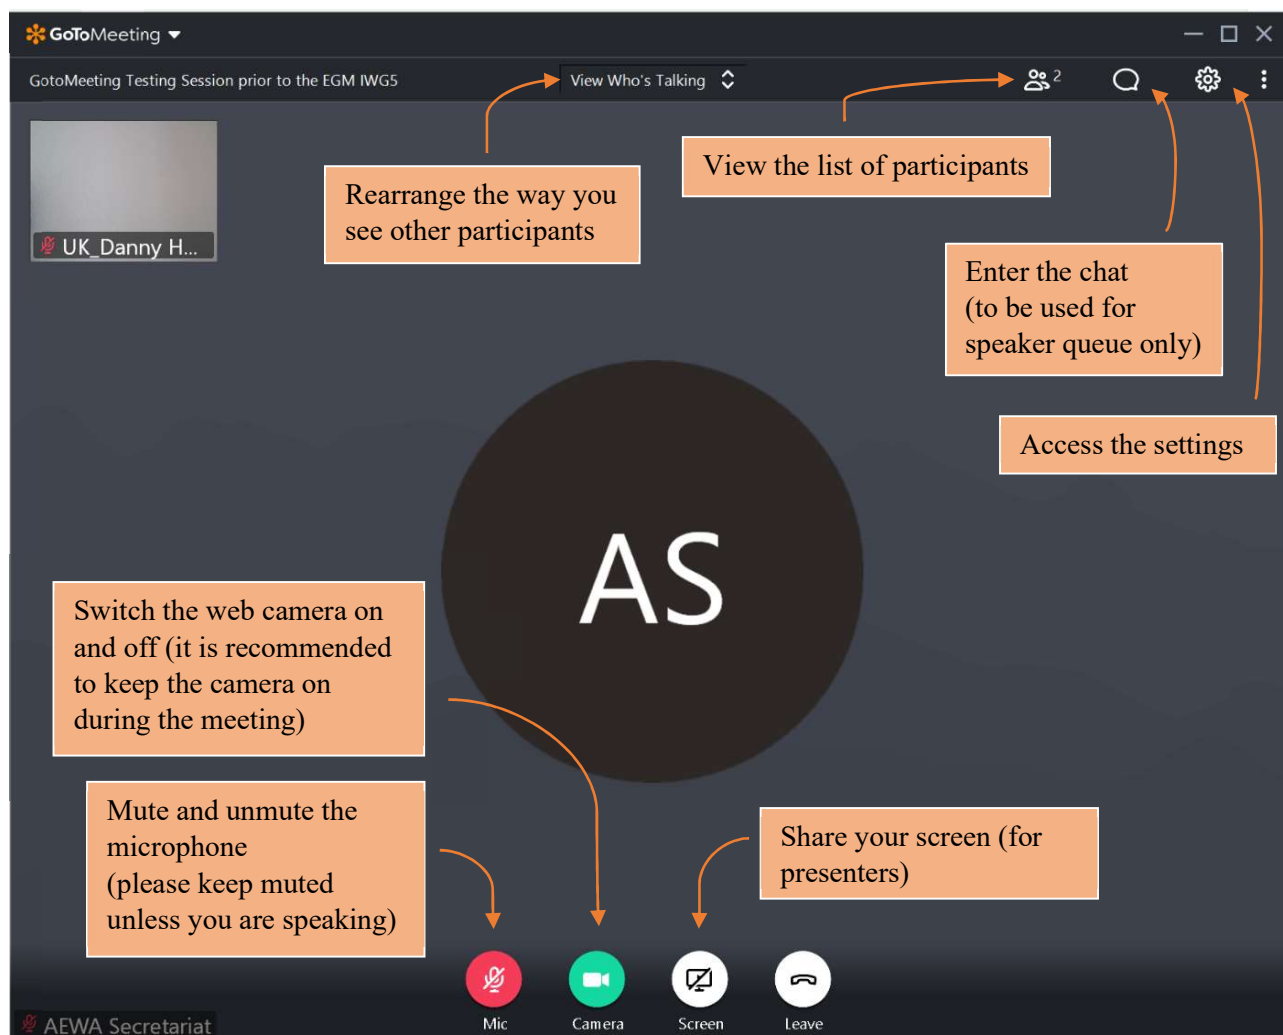 GoToMeeting
GotoMeeting Testing Session prior to the EGM IWG5
View Who's Talking
2
View the list of participants
Rearrange the way you
see other participants
UK_Danny H...
Enter the chat
(to be used for
speaker queue only)
Access the settings
AS
Switch the web camera on
and off (it is recommended
to keep the camera on
during the meeting)
Mute and unmute the
microphone
(please keep muted
unless you are speaking)
Share your screen (for
presenters)
Mic
Camera
Screen
Leave
AEWA Secretariat